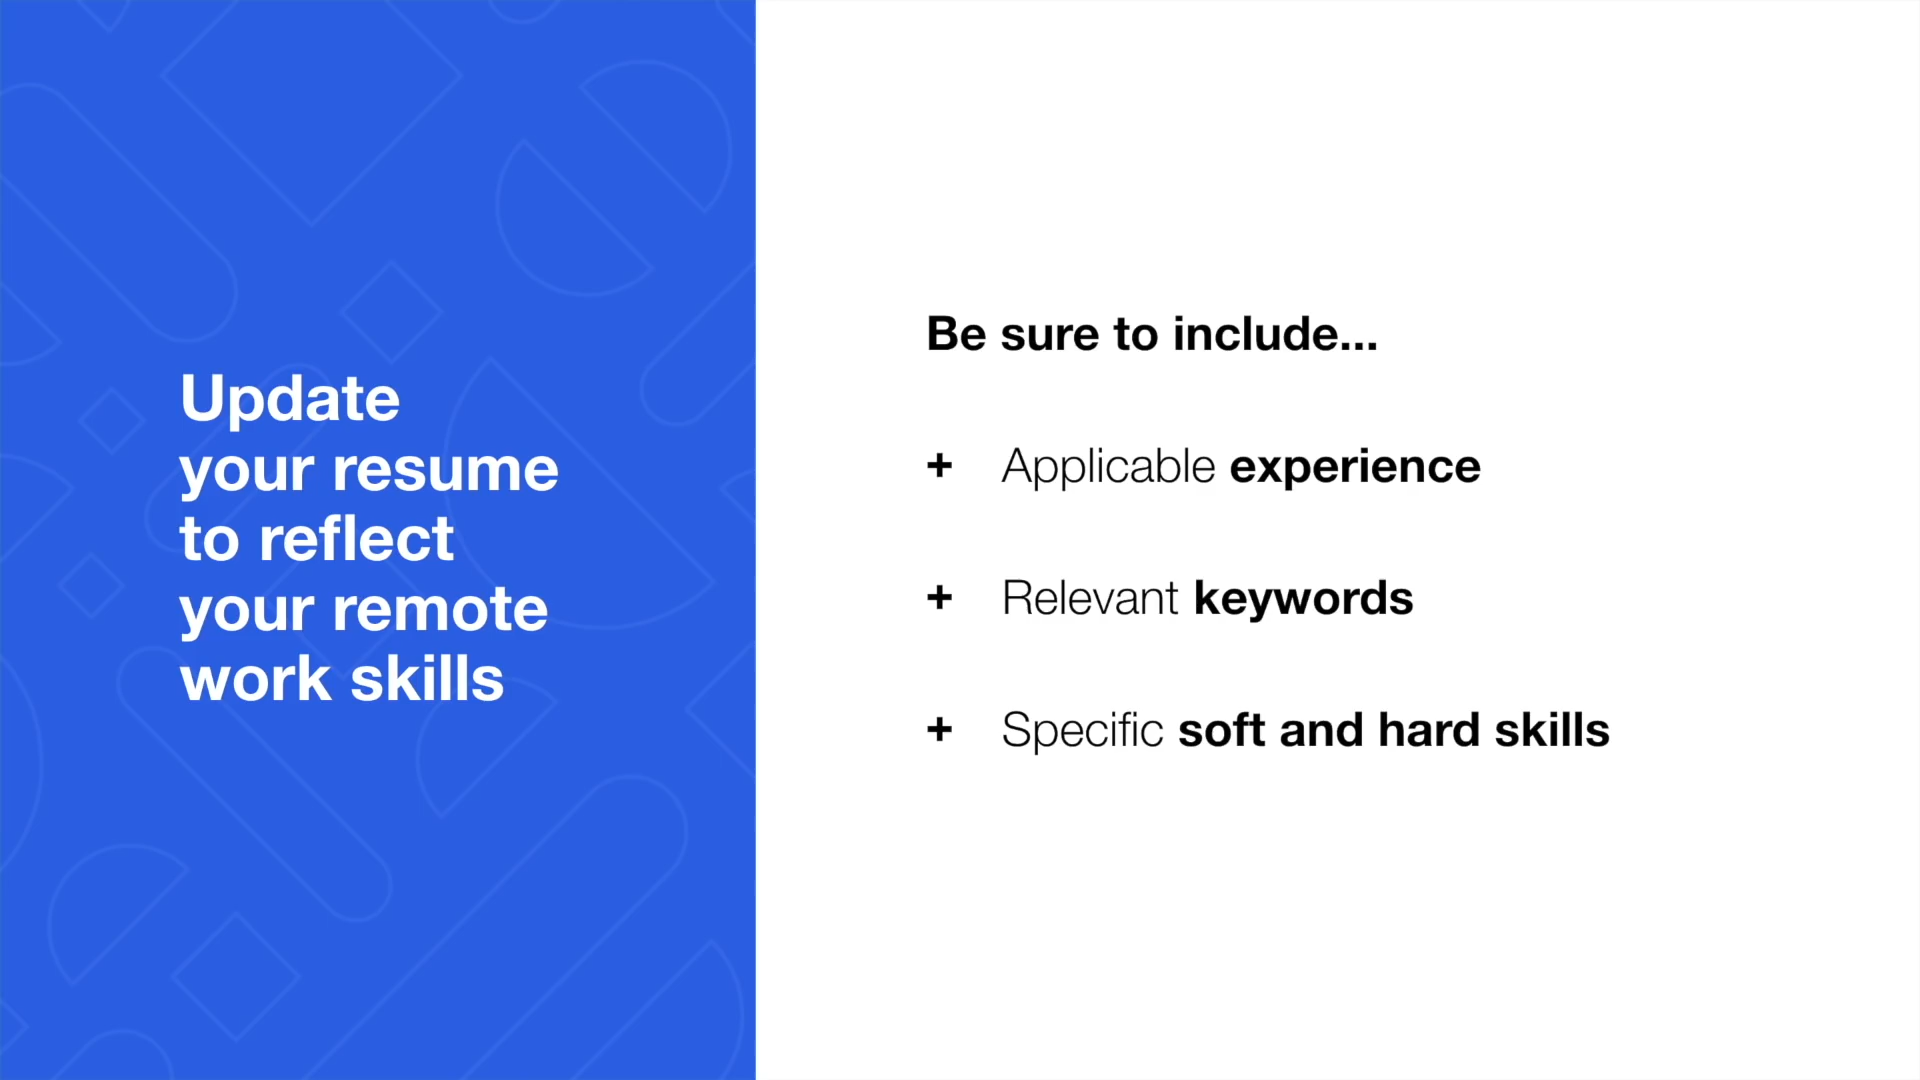 Update
your resume
to reflect
your remote
work skills
Be sure to include...
+ Applicable experience
+ Relevant keywords
+ Specific soft and hard skills